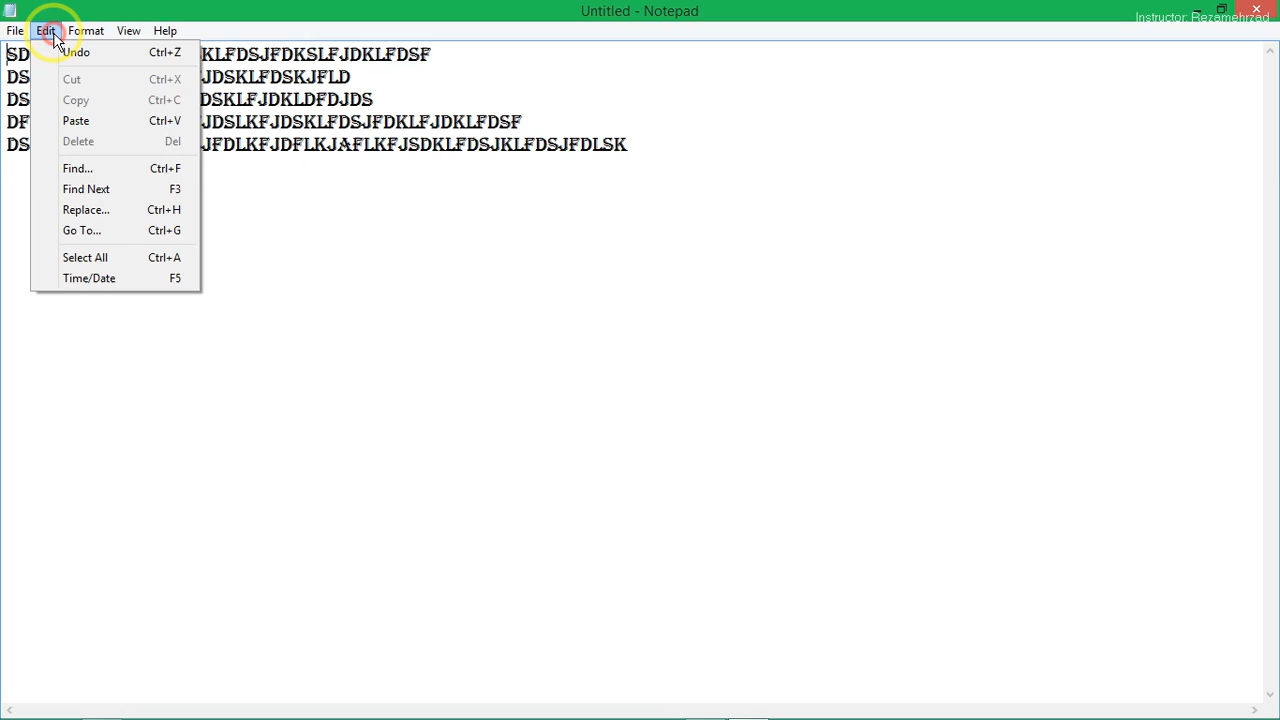 Untitled - Notepad
Instructor: Rezamehrzad
File Edit Format View Help
SD KLFDSJFDKSLFJDKLFDSF
DS JDSKLFDSKJFLD
DS DSKLFJDKLDFDJDS
DF JDSLKFJDSKLFDSJFDKLFJDKLFDSF
DS JFDLKFJDFLKJAFLKFJSDKLFDSJKLFDSJFDLSK
Undo Ctrl+Z
Cut Ctrl+X
Copy Ctrl+C
Paste Ctrl+V
Delete Del
Find... Ctrl+F
Find Next F3
Replace... Ctrl+H
Go To... Ctrl+G
Select All Ctrl+A
Time/Date F5